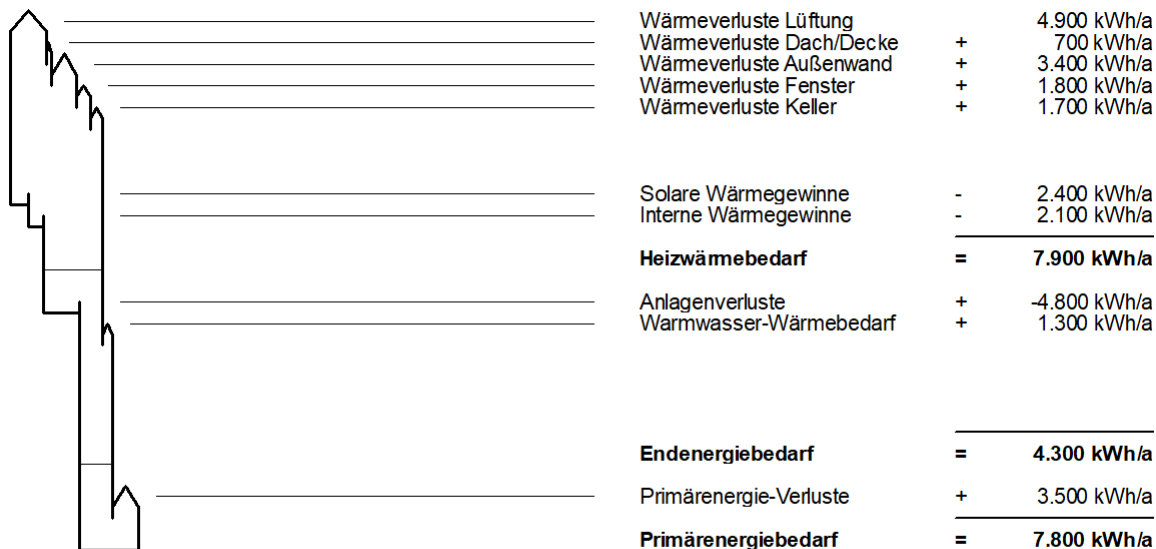 Wärmeverluste Lüftung 4.900 kWh/a
Wärmeverluste Dach/Decke + 700 kWh/a
Wärmeverluste Außenwand + 3.400 kWh/a
Wärmeverluste Fenster + 1.800 kWh/a
Wärmeverluste Keller + 1.700 kWh/a
Solare Wärmegewinne - 2.400 kWh/a
Interne Wärmegewinne - 2.100 kWh/a
Heizwärmebedarf = 7.900 kWh/a
Anlagenverluste + -4.800 kWh/a
Warmwasser-Wärmebedarf + 1.300 kWh/a
Endenergiebedarf = 4.300 kWh/a
Primärenergie-Verluste + 3.500 kWh/a
Primärenergiebedarf = 7.800 kWh/a